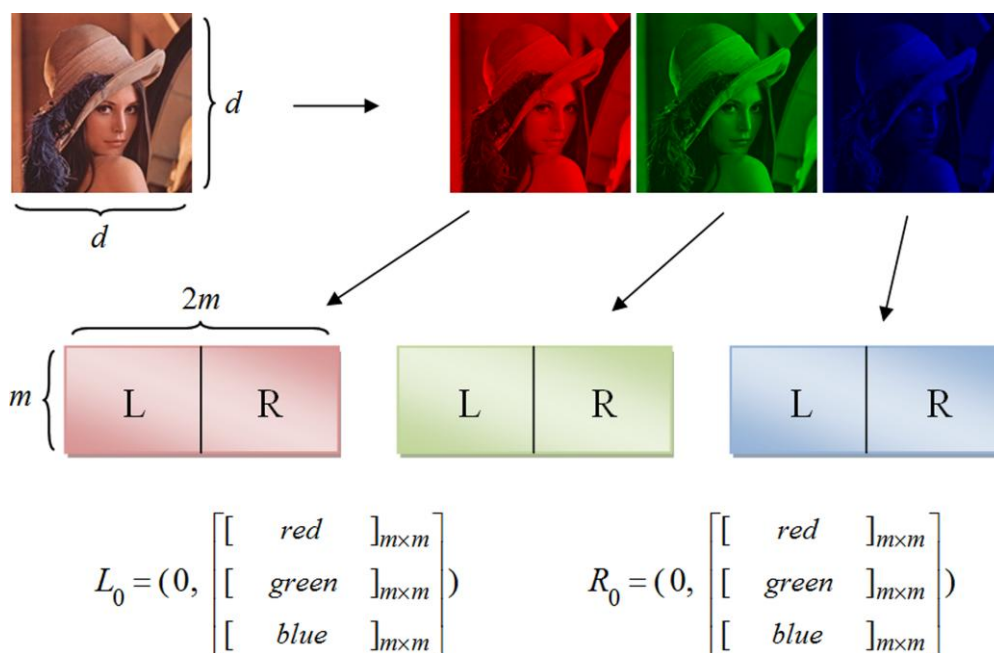 d
d
2m
m
L R
L R
L R
L₀ = (0, [[ red ]m×m [ green ]m×m [ blue ]m×m])
R₀ = (0, [[ red ]m×m [ green ]m×m [ blue ]m×m])